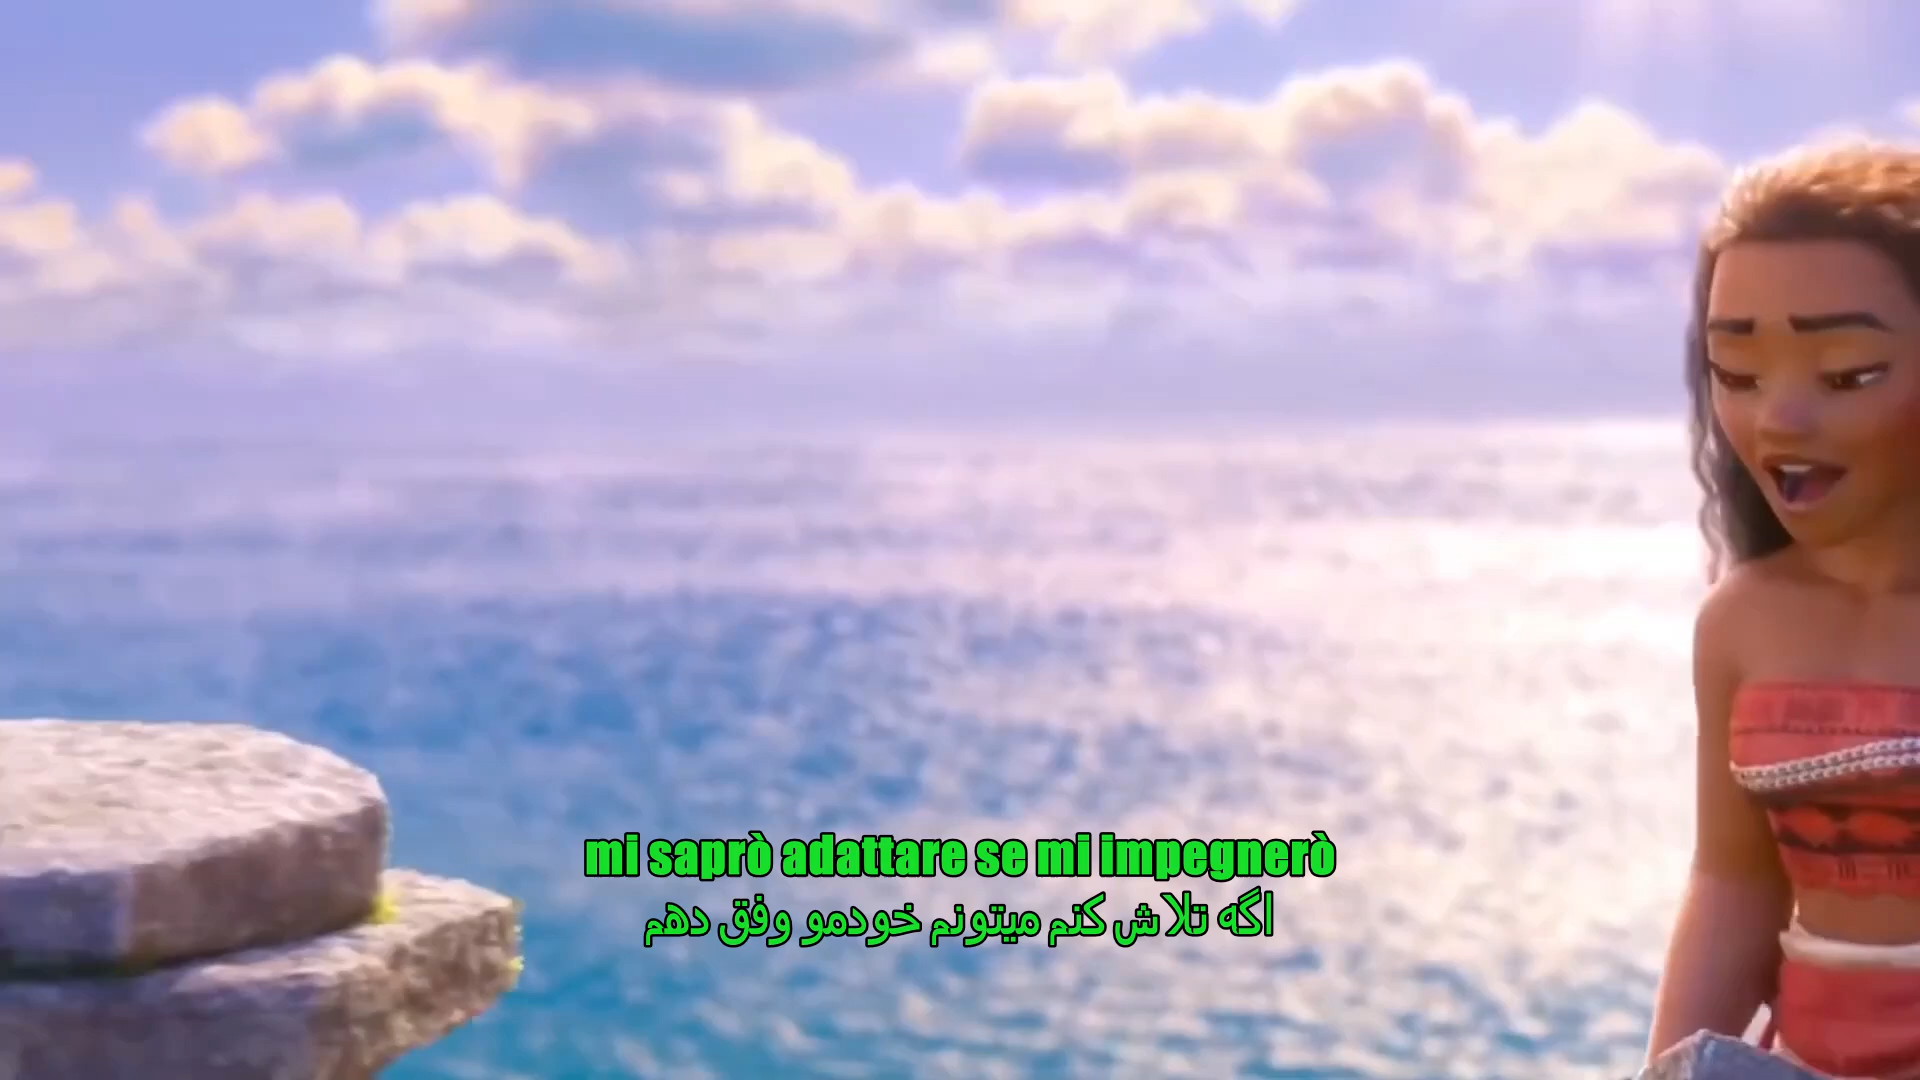 mi saprò adattare se mi impegnerò
اگه تلاش کنم میتونم خودمو وفق دهم